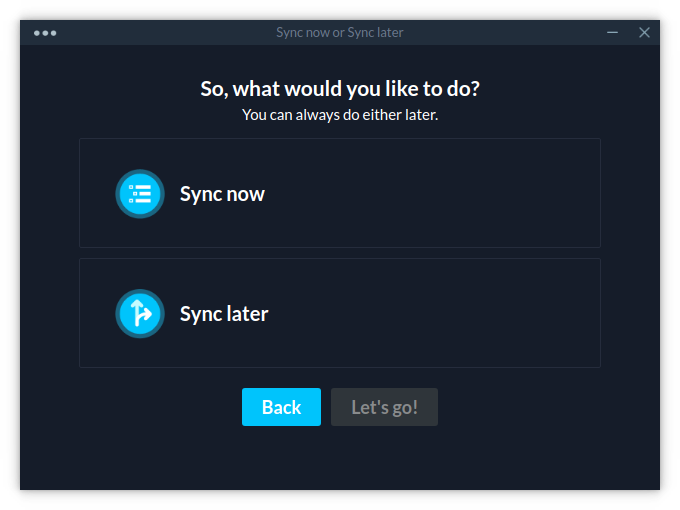 Sync now or Sync later
So, what would you like to do?
You can always do either later.
Sync now
Sync later
Back
Let's go!